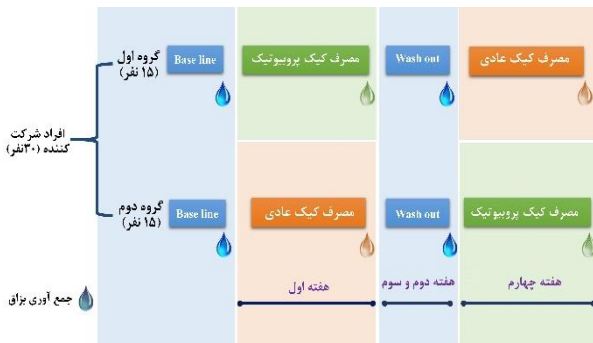 گروه اول
(۱۵ نفر)
Base line
مصرف کیک پروبیوتیک
Wash out
مصرف کیک عادی
افراد شرکت
کننده (۳۰نفر)
گروه دوم
(۱۵ نفر)
Base line
مصرف کیک عادی
Wash out
مصرف کیک پروبیوتیک
هفته اول
هفته دوم و سوم
هفته چهارم
جمع آوری بزاق